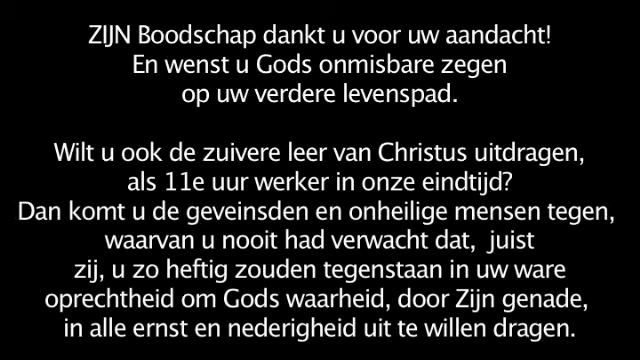 ZIJN Boodschap dankt u voor uw aandacht!
En wenst u Gods onmisbare zegen
op uw verdere levenspad.
Wilt u ook de zuivere leer van Christus uitdragen,
als 11e uur werker in onze eindtijd?
Dan komt u de geveinsden en onheilige mensen tegen,
waarvan u nooit had verwacht dat,  juist
zij, u zo heftig zouden tegenstaan in uw ware
oprechtheid om Gods waarheid, door Zijn genade,
in alle ernst en nederigheid uit te willen dragen.